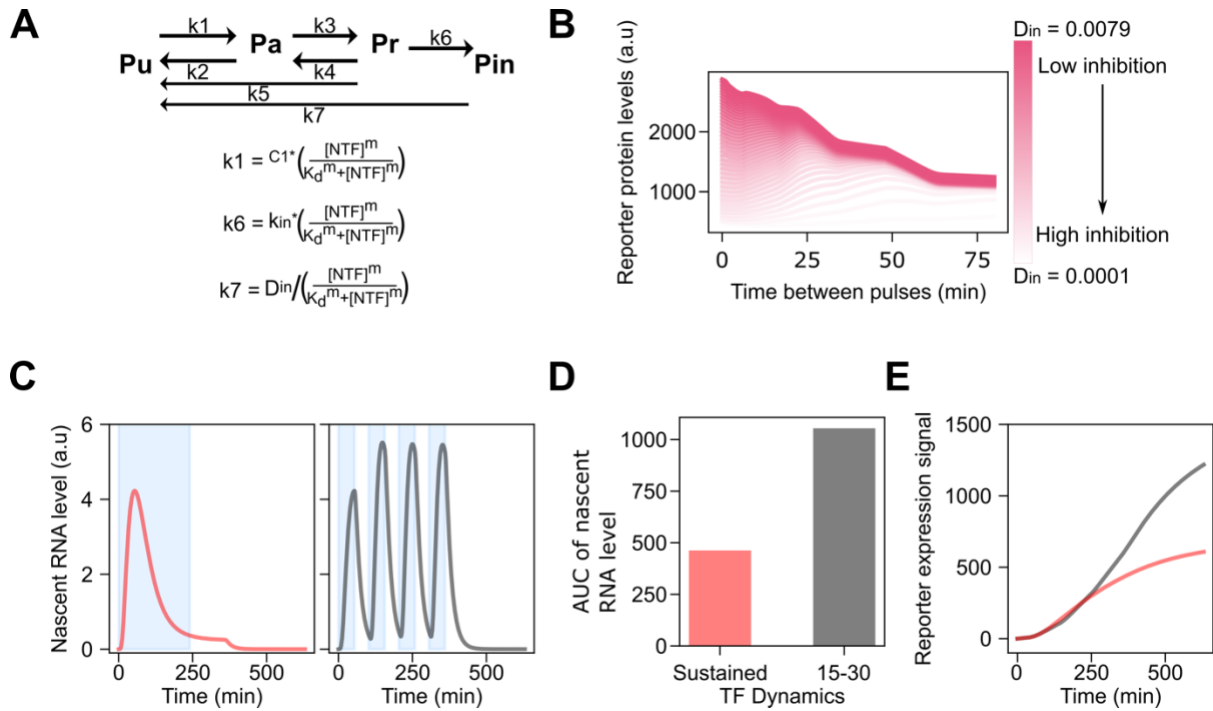 A
k1 k3
Pu Pa Pr k6 Pin
k2 k4
k5
k7
k1 = C1*([NTF]^m/K_d^m+[NTF]^m)
k6 = kin*([NTF]^m/K_d^m+[NTF]^m)
k7 = Din/([NTF]^m/K_d^m+[NTF]^m)
B
Reporter protein levels (a.u)
2000
1000
0 25 50 75
Time between pulses (min)
Din = 0.0079
Low inhibition
High inhibition
Din = 0.0001
C
Nascent RNA level (a.u)
6
4
2
0
0 250 500
Time (min)
0 250 500
Time (min)
D
AUC of nascent
RNA level
1000
750
500
250
0
Sustained 15-30
TF Dynamics
E
Reporter expression signal
1500
1000
500
0
0 250 500
Time (min)